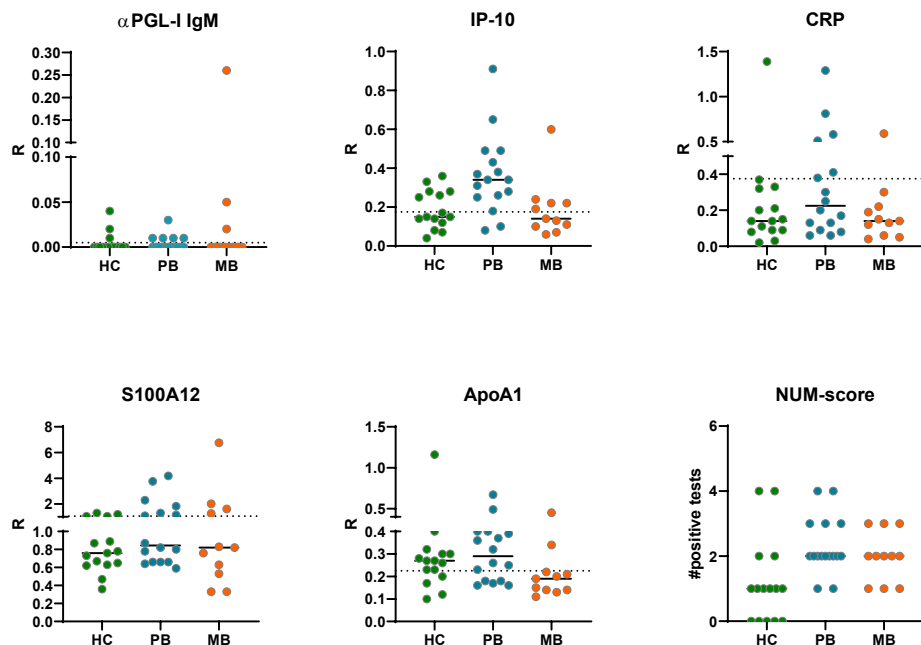 αPGL-I IgM
R
0.30
0.25
0.20
0.15
0.10
0.10
0.05
0.00
HC PB MB
IP-10
R
1.0
0.8
0.6
0.4
0.2
0.0
HC PB MB
CRP
R
1.5
1.0
0.5
0.4
0.2
0.0
HC PB MB
S100A12
R
8
6
4
2
1.0
0.8
0.6
0.4
0.2
0.0
HC PB MB
ApoA1
R
1.5
1.0
0.5
0.4
0.3
0.2
0.1
0.0
HC PB MB
NUM-score
#positive tests
6
4
2
0
HC PB MB